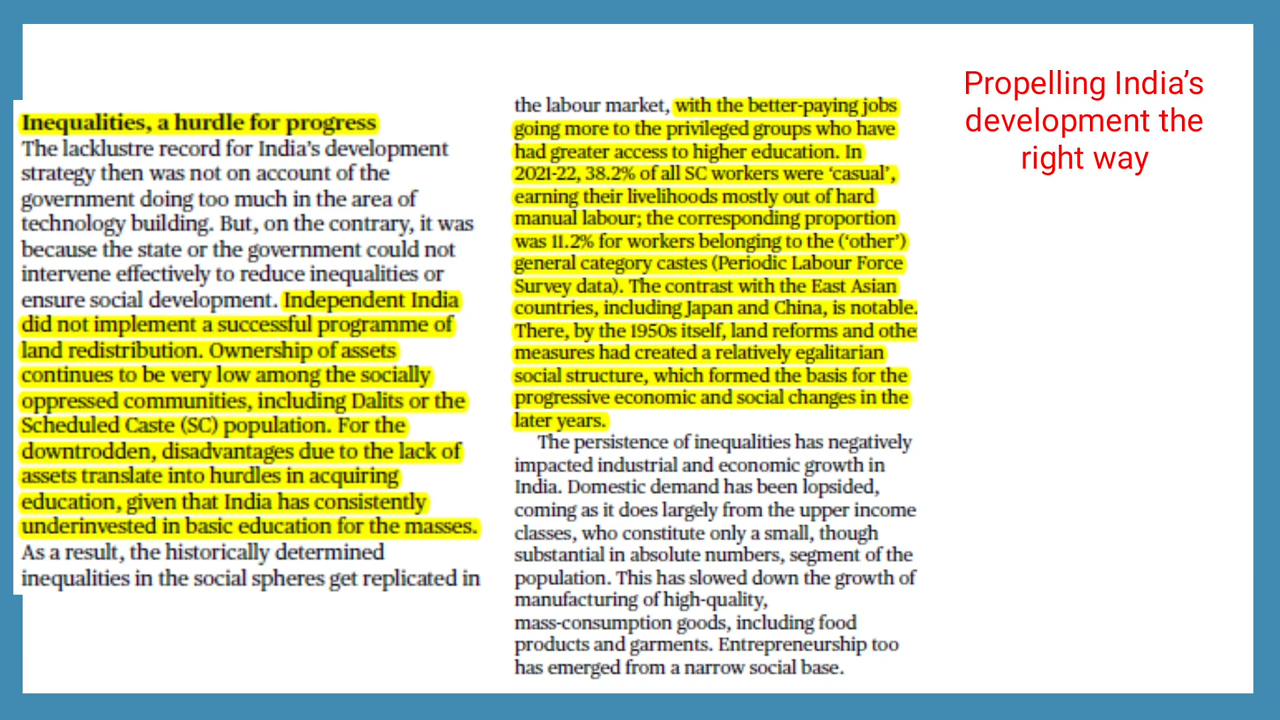 Inequalities, a hurdle for progress
The lacklustre record for India's development
strategy then was not on account of the
government doing too much in the area of
technology building. But, on the contrary, it was
because the state or the government could not
intervene effectively to reduce inequalities or
ensure social development. Independent India
did not implement a successful programme of
land redistribution. Ownership of assets
continues to be very low among the socially
oppressed communities, including Dalits or the
Scheduled Caste (SC) population. For the
downtrodden, disadvantages due to the lack of
assets translate into hurdles in acquiring
education, given that India has consistently
underinvested in basic education for the masses.
As a result, the historically determined
inequalities in the social spheres get replicated in
the labour market, with the better-paying jobs
going more to the privileged groups who have
had greater access to higher education. In
2021-22, 38.2% of all SC workers were ‘casual’,
earning their livelihoods mostly out of hard
manual labour; the corresponding proportion
was 11.2% for workers belonging to the (‘other’)
general category castes (Periodic Labour Force
Survey data). The contrast with the East Asian
countries, including Japan and China, is notable.
There, by the 1950s itself, land reforms and othe
measures had created a relatively egalitarian
social structure, which formed the basis for the
progressive economic and social changes in the
later years.
The persistence of inequalities has negatively
impacted industrial and economic growth in
India. Domestic demand has been lopsided,
coming as it does largely from the upper income
classes, who constitute only a small, though
substantial in absolute numbers, segment of the
population. This has slowed down the growth of
manufacturing of high-quality,
mass-consumption goods, including food
products and garments. Entrepreneurship too
has emerged from a narrow social base.
Propelling India’s
development the
right way